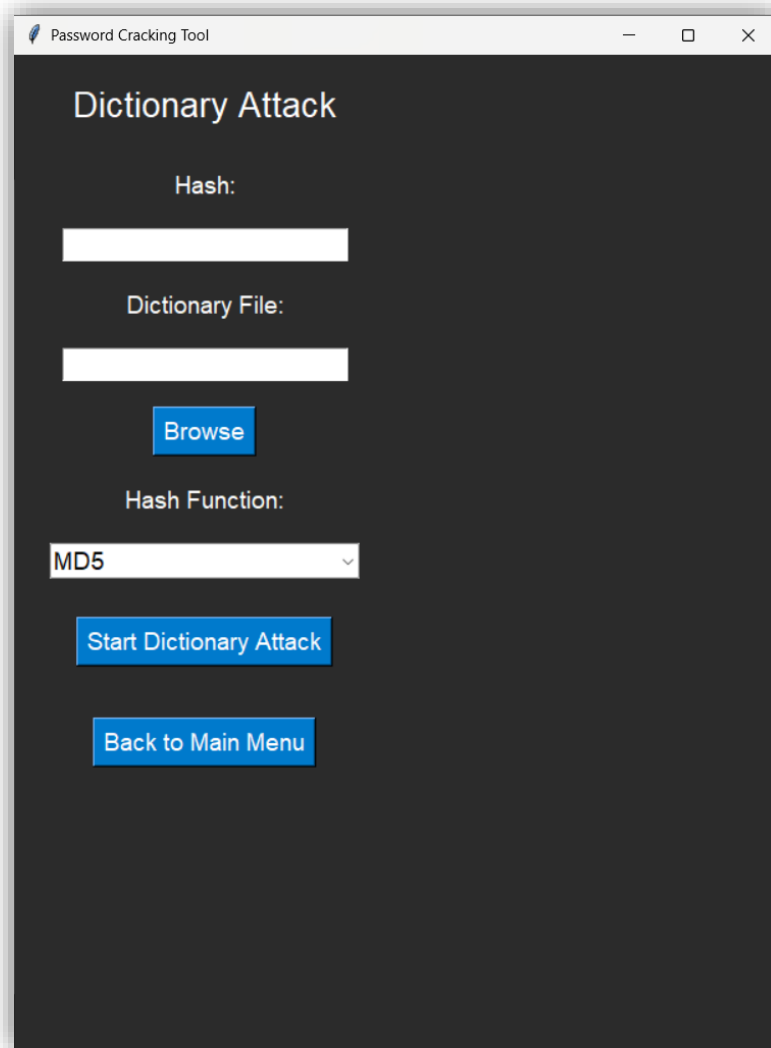 Password Cracking Tool
Dictionary Attack
Hash:
Dictionary File:
Browse
Hash Function:
MD5
Start Dictionary Attack
Back to Main Menu